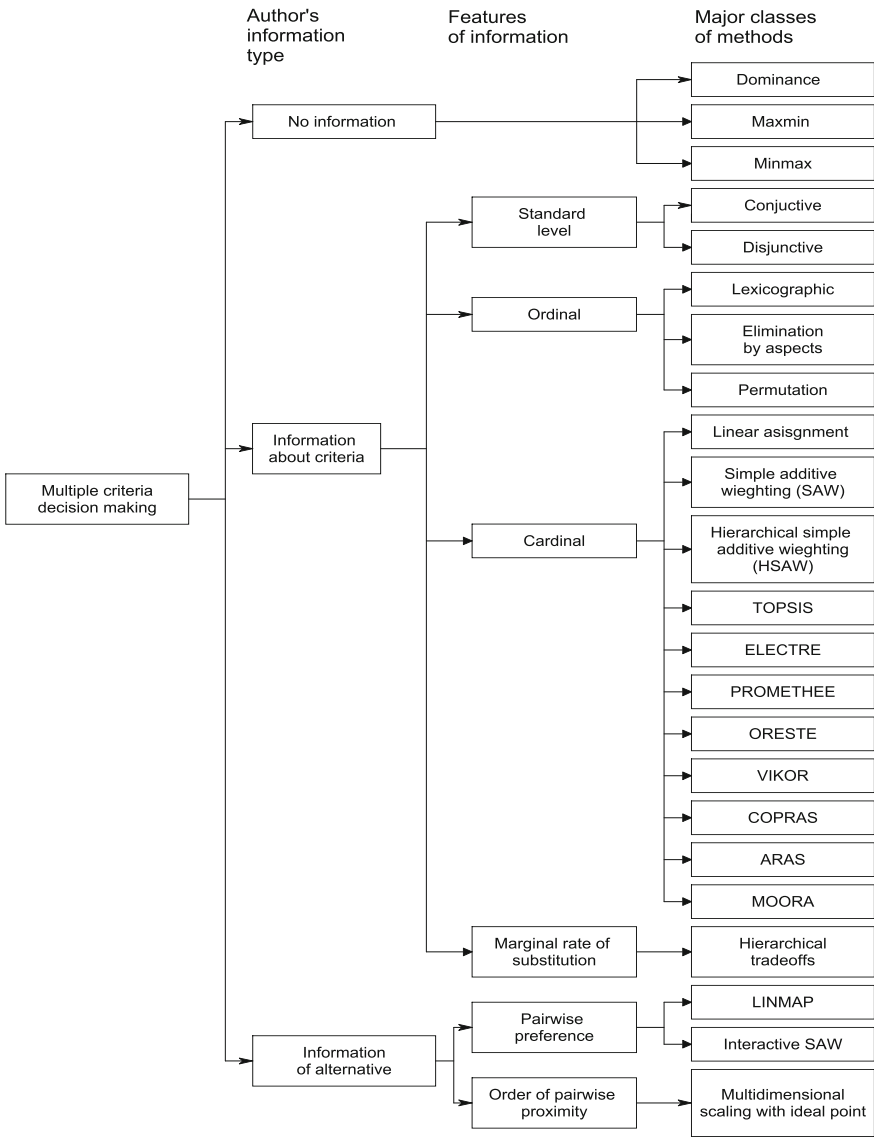 Author's
information
type
Features
of information
Major classes
of methods
Dominance
No information
Maxmin
Minmax
Standard
level
Conjuctive
Disjunctive
Ordinal
Lexicographic
Elimination
by aspects
Permutation
Information
about criteria
Linear asisgnment
Multiple criteria
decision making
Simple additive
wieghting (SAW)
Cardinal
Hierarchical simple
additive wieghting
(HSAW)
TOPSIS
ELECTRE
PROMETHEE
ORESTE
VIKOR
COPRAS
ARAS
MOORA
Marginal rate of
substitution
Hierarchical
tradeoffs
Information
of alternative
Pairwise
preference
LINMAP
Interactive SAW
Order of pairwise
proximity
Multidimensional
scaling with ideal point